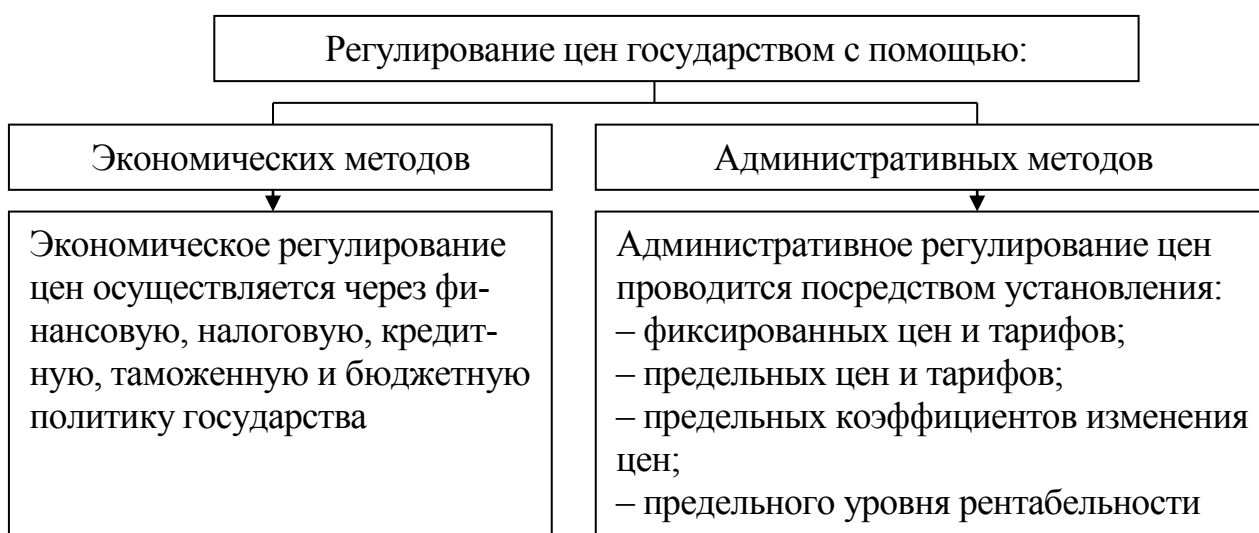 Регулирование цен государством с помощью:
Экономических методов
Административных методов
Экономическое регулирование
цен осуществляется через фи-
нансовую, налоговую, кредит-
ную, таможенную и бюджетную
политику государства
Административное регулирование цен
проводится посредством установления:
– фиксированных цен и тарифов;
– предельных цен и тарифов;
– предельных коэффициентов изменения
цен;
– предельного уровня рентабельности